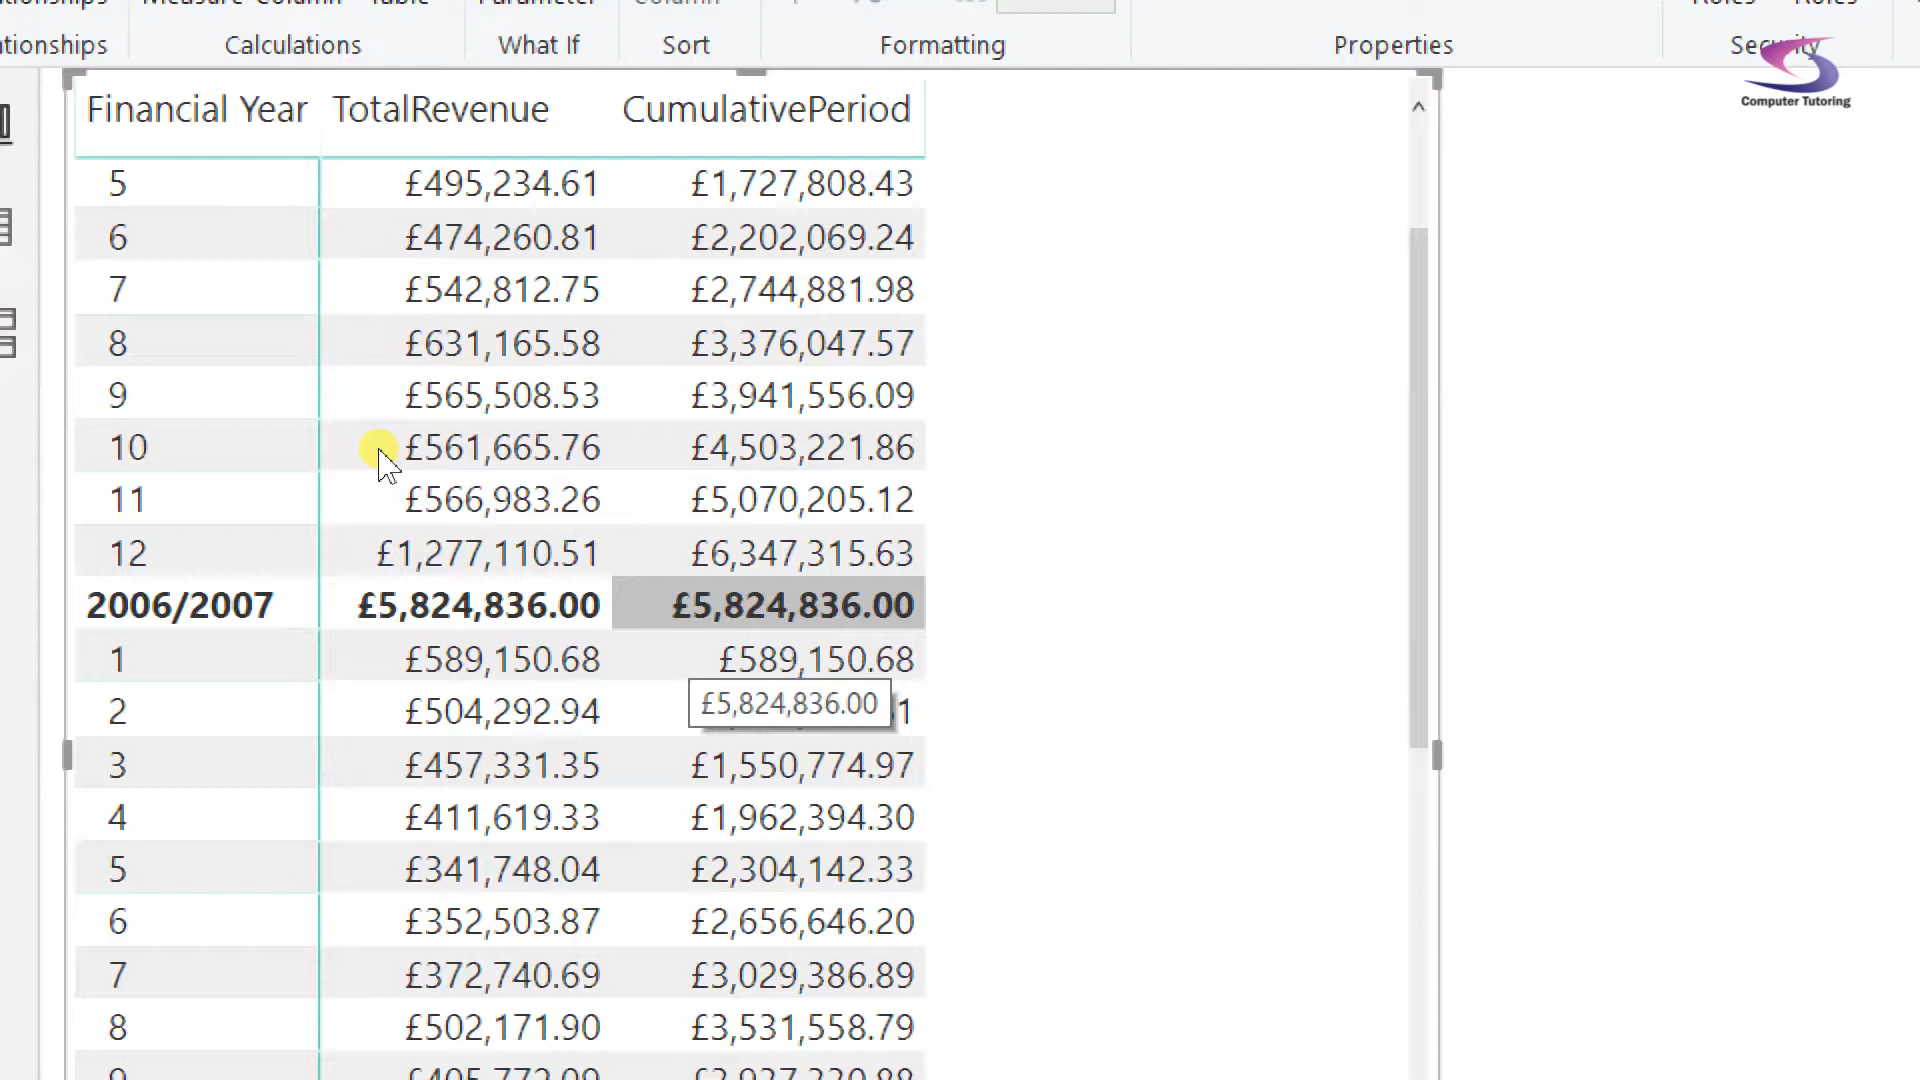 Calculations What If Sort Formatting Properties Security
Computer Tutoring
Financial Year TotalRevenue CumulativePeriod
5 £495,234.61 £1,727,808.43
6 £474,260.81 £2,202,069.24
7 £542,812.75 £2,744,881.98
8 £631,165.58 £3,376,047.57
9 £565,508.53 £3,941,556.09
10 £561,665.76 £4,503,221.86
11 £566,983.26 £5,070,205.12
12 £1,277,110.51 £6,347,315.63
2006/2007 £5,824,836.00 £5,824,836.00
1 £589,150.68 £589,150.68
2 £504,292.94
£5,824,836.00
3 £457,331.35 £1,550,774.97
4 £411,619.33 £1,962,394.30
5 £341,748.04 £2,304,142.33
6 £352,503.87 £2,656,646.20
7 £372,740.69 £3,029,386.89
8 £502,171.90 £3,531,558.79